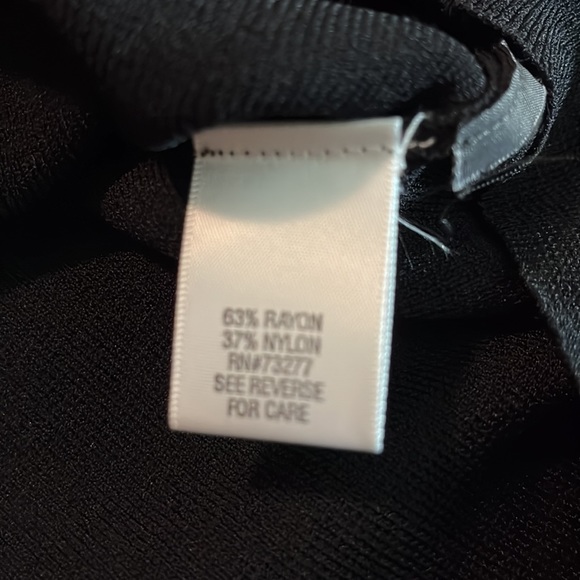 63% RAYON
37% NYLON
RN#73277
SEE REVERSE
FOR CARE